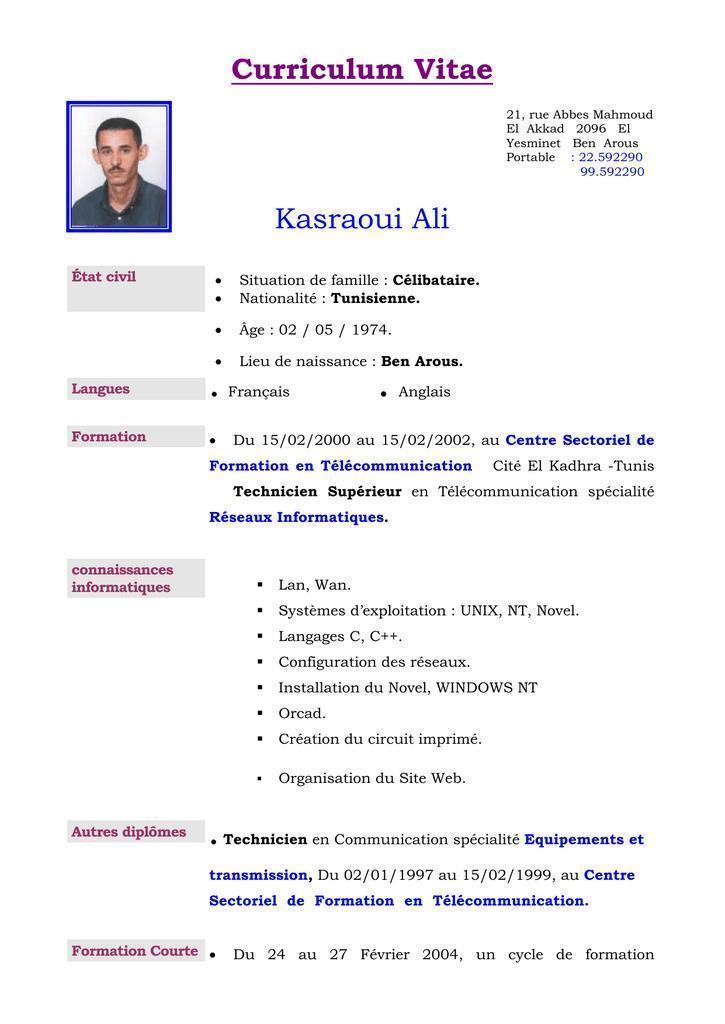 Curriculum Vitae
21, rue Abbes Mahmoud
El Akkad 2096 El
Yesminet Ben Arous
Portable : 22.592290
99.592290
Kasraoui Ali
État civil
• Situation de famille : Célibataire.
• Nationalité : Tunisienne.
• Âge : 02 / 05 / 1974.
• Lieu de naissance : Ben Arous.
Langues
• Français • Anglais
Formation
• Du 15/02/2000 au 15/02/2002, au Centre Sectoriel de
Formation en Télécommunication Cité El Kadhra -Tunis
Technicien Supérieur en Télécommunication spécialité
Réseaux Informatiques.
connaissances
informatiques
▪ Lan, Wan.
▪ Systèmes d'exploitation : UNIX, NT, Novel.
▪ Langages C, C++.
▪ Configuration des réseaux.
▪ Installation du Novel, WINDOWS NT
▪ Orcad.
▪ Création du circuit imprimé.
▪ Organisation du Site Web.
Autres diplômes
• Technicien en Communication spécialité Equipements et
transmission, Du 02/01/1997 au 15/02/1999, au Centre
Sectoriel de Formation en Télécommunication.
Formation Courte
• Du 24 au 27 Février 2004, un cycle de formation